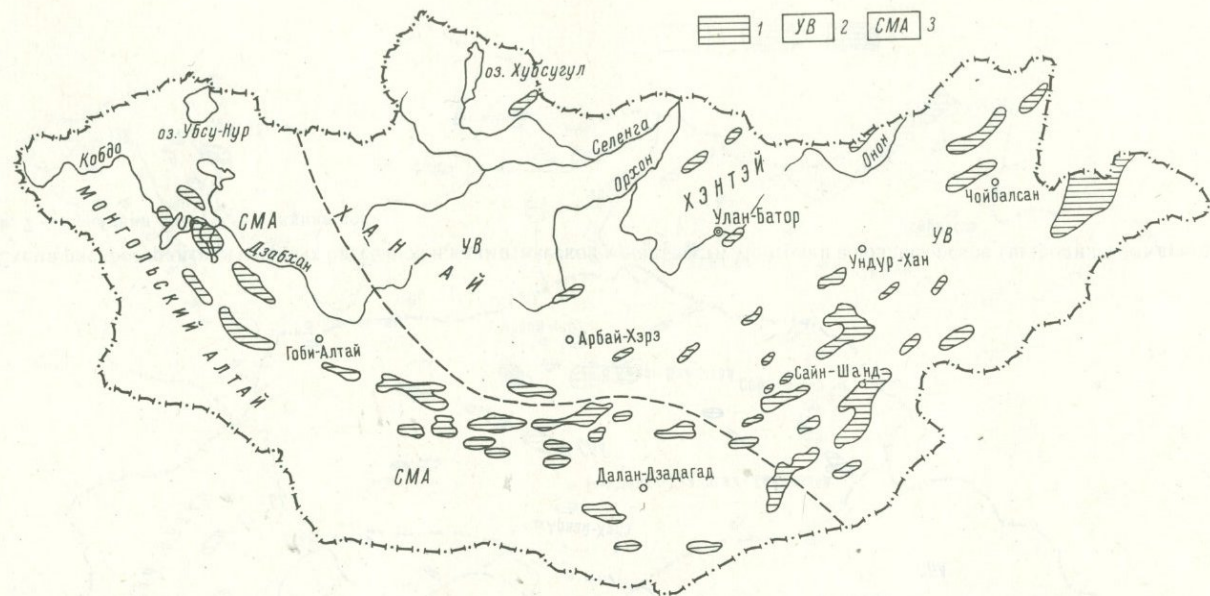 1 УВ 2 СМА 3
оз. Хубсугул
оз. Убсу-Нур
Кобдо
МОНГОЛЬСКИЙ АЛТАЙ
СМА
Дзабхан
Селенга
Орхон
ХЭНТЭЙ
Онон
Чойбалсан
Улан-Батор
АНГАЙ
УВ
УВ
Ундур-Хан
Гоби-Алтай
Арбай-Хэрэ
Сайн-Шанд
СМА
Далан-Дзадагад